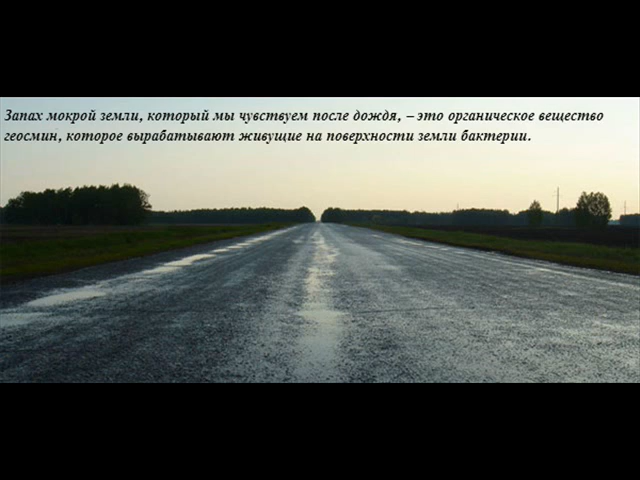 Запах мокрой земли, который мы чувствуем после дождя, – это органическое вещество
геосмин, которое вырабатывают живущие на поверхности земли бактерии.